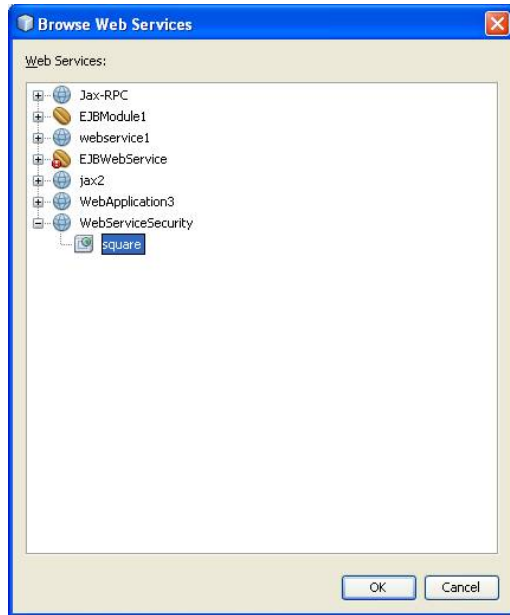 Browse Web Services
Web Services:
Jax-RPC
EJBModule1
webservice1
EJBWebService
jax2
WebApplication3
WebServiceSecurity
square
OK Cancel